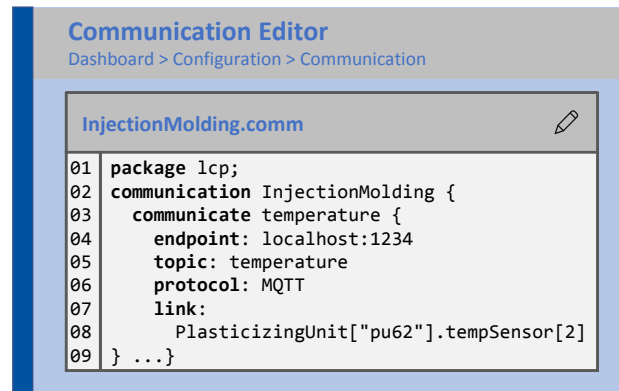 Communication Editor
Dashboard > Configuration > Communication
InjectionMolding.comm
01 package lcp;
02 communication InjectionMolding {
03   communicate temperature {
04     endpoint: localhost:1234
05     topic: temperature
06     protocol: MQTT
07     link:
08       PlasticizingUnit["pu62"].tempSensor[2]
09 } ...}